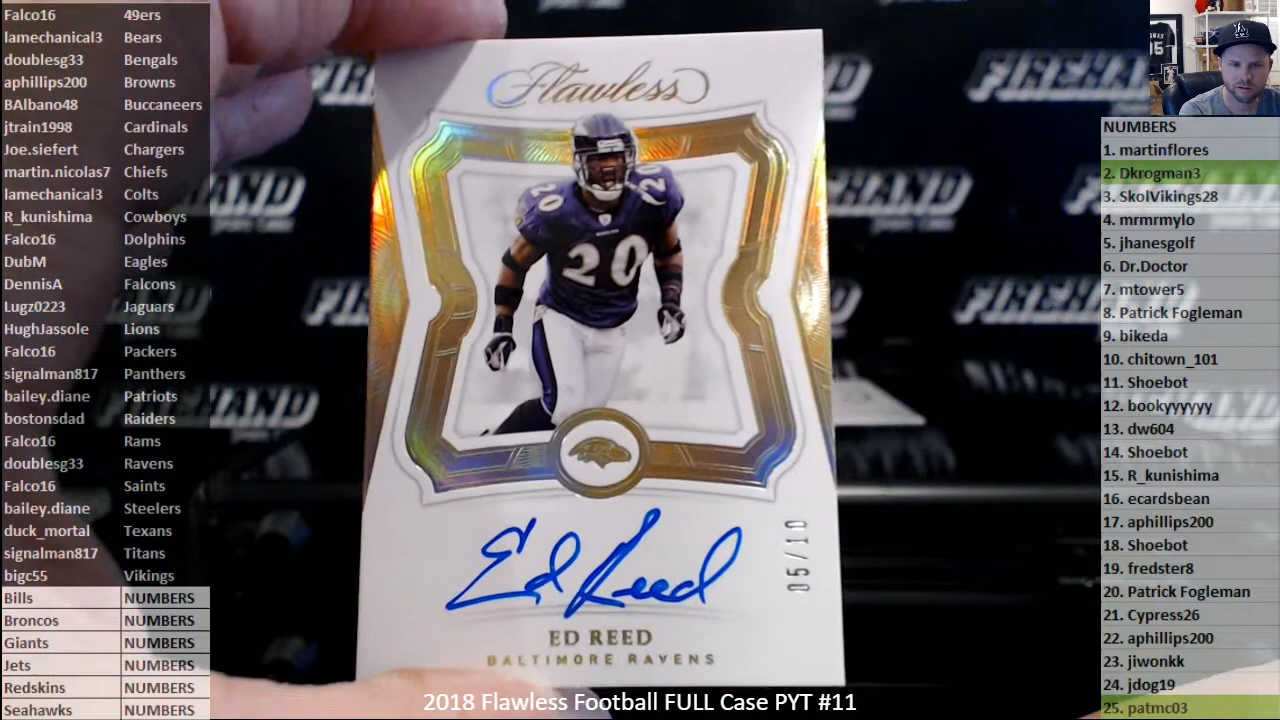 Falco16 49ers
lamechanical3 Bears
doublesg33 Bengals
aphillips200 Browns
BAlbano48 Buccaneers
jtrain1998 Cardinals
Joe.siefert Chargers
martin.nicolas7 Chiefs
lamechanical3 Colts
R_kunishima Cowboys
Falco16 Dolphins
DubM Eagles
DennisA Falcons
Lugz0223 Jaguars
HughJassole Lions
Falco16 Packers
signalman817 Panthers
bailey.diane Patriots
bostonsdad Raiders
Falco16 Rams
doublesg33 Ravens
Falco16 Saints
bailey.diane Steelers
duck_mortal Texans
signalman817 Titans
bigc55 Vikings
Bills NUMBERS
Broncos NUMBERS
Giants NUMBERS
Jets NUMBERS
Redskins NUMBERS
Seahawks NUMBERS
Flawless
20
20
20
Ed Reed
05/10
ED REED
BALTIMORE RAVENS
FIREHAND
FIREHAND
FIREHAND
FIREHAND
2018 Flawless Football FULL Case PYT #11
NUMBERS
1. martinflores
2. Dkrogman3
3. SkolVikings28
4. mrmrmylo
5. jhanesgolf
6. Dr.Doctor
7. mtower5
8. Patrick Fogleman
9. bikeda
10. chitown_101
11. Shoebot
12. bookyyyyyy
13. dw604
14. Shoebot
15. R_kunishima
16. ecardsbean
17. aphillips200
18. Shoebot
19. fredster8
20. Patrick Fogleman
21. Cypress26
22. aphillips200
23. jiwonkk
24. jdog19
25. patmc03